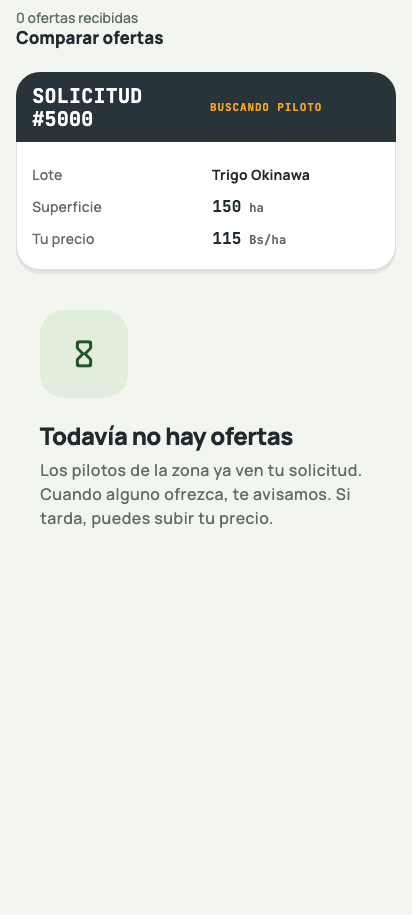 0 ofertas recibidas
Comparar ofertas
SOLICITUD
#5000
BUSCANDO PILOTO
Lote Trigo Okinawa
Superficie 150 ha
Tu precio 115 Bs/ha
Todavía no hay ofertas
Los pilotos de la zona ya ven tu solicitud.
Cuando alguno ofrezca, te avisamos. Si
tarda, puedes subir tu precio.